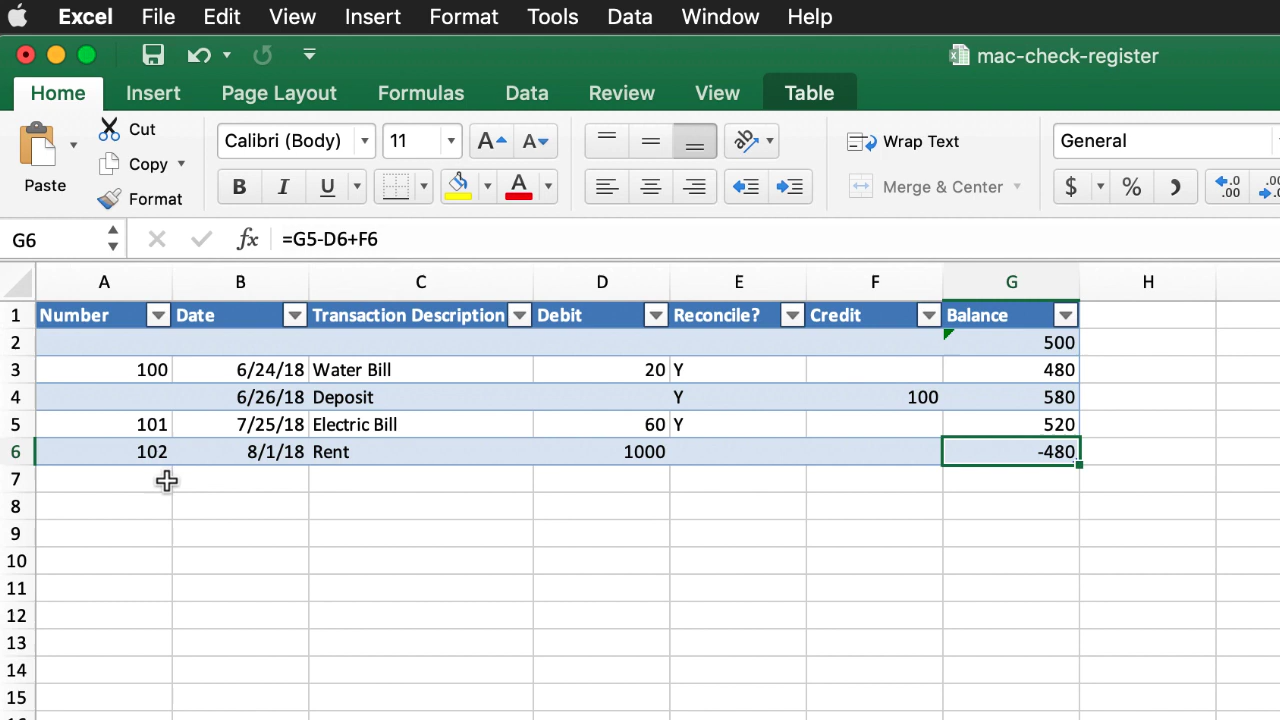 Excel File Edit View Insert Format Tools Data Window Help
mac-check-register
Home Insert Page Layout Formulas Data Review View Table
Paste
Cut
Copy
Format
Calibri (Body) 11 A A
B I U A
Wrap Text
Merge & Center
General
$ % .0 .00 .00
G6 fx =G5-D6+F6
A B C D E F G H
1 Number Date Transaction Description Debit Reconcile? Credit Balance
2 500
3 100 6/24/18 Water Bill 20 Y 480
4 6/26/18 Deposit Y 100 580
5 101 7/25/18 Electric Bill 60 Y 520
6 102 8/1/18 Rent 1000 -480
7
8
9
10
11
12
13
14
15